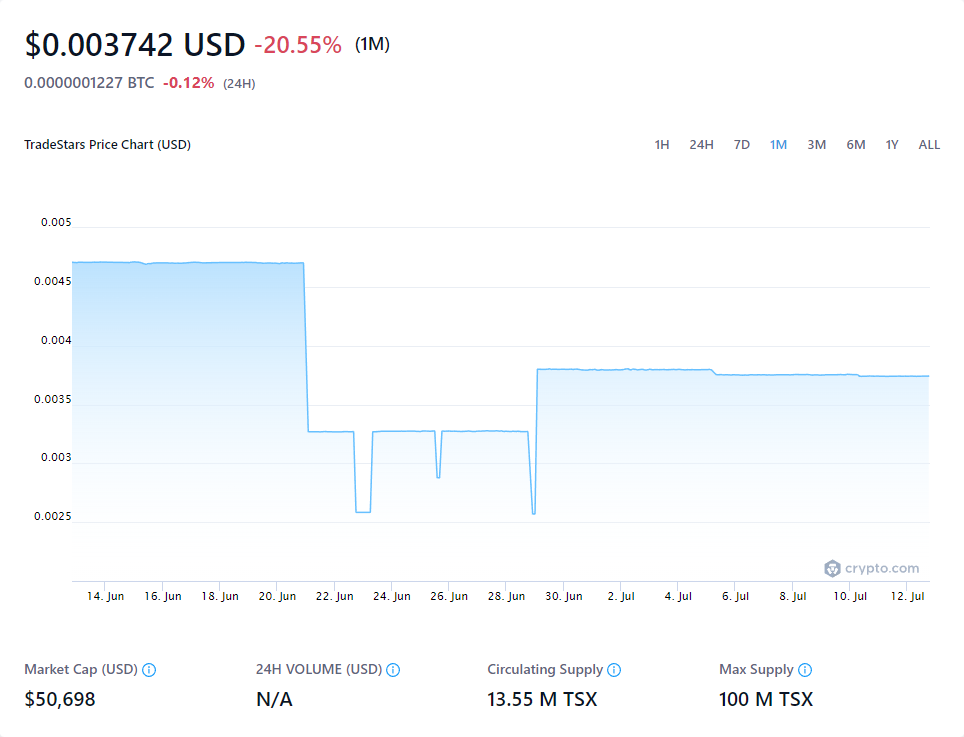 $0.003742 USD -20.55% (1M)
0.0000001227 BTC -0.12% (24H)
TradeStars Price Chart (USD)
1H 24H 7D 1M 3M 6M 1Y ALL
0.005
0.0045
0.004
0.0035
0.003
0.0025
crypto.com
14. Jun 16. Jun 18. Jun 20. Jun 22. Jun 24. Jun 26. Jun 28. Jun 30. Jun 2. Jul 4. Jul 6. Jul 8. Jul 10. Jul 12. Jul
Market Cap (USD) 24H VOLUME (USD) Circulating Supply Max Supply
$50,698 N/A 13.55 M TSX 100 M TSX